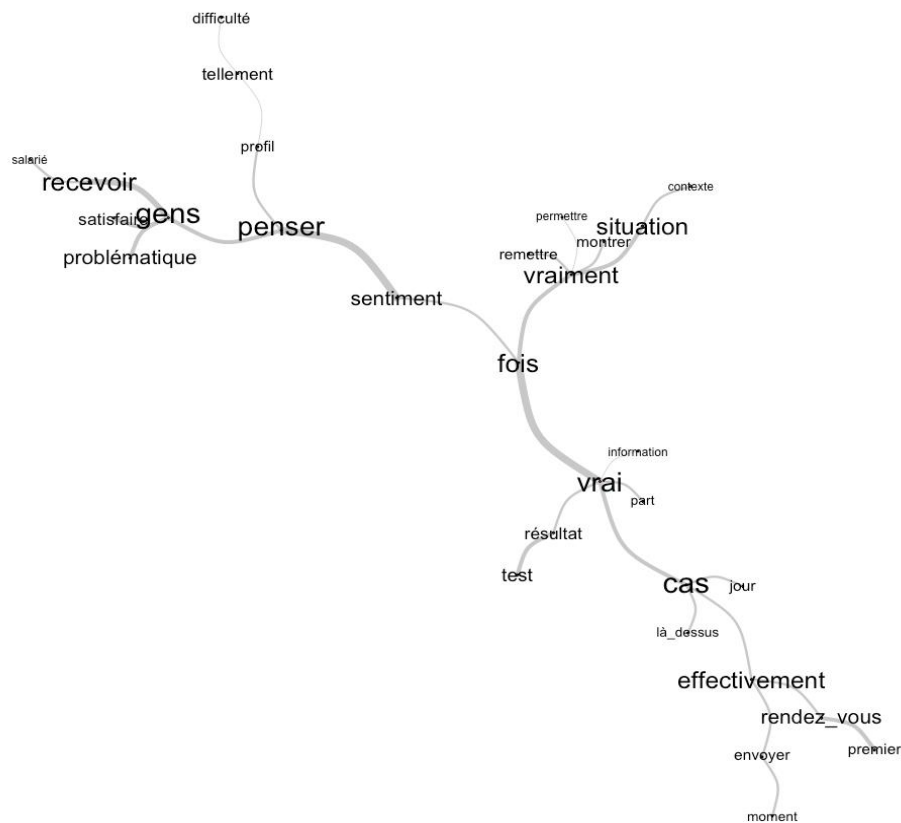 difficulté
tellement
profil
salarié
recevoir
gens
satisfaire
penser
problématique
sentiment
contexte
permettre
situation
montrer
remettre
vraiment
fois
information
vrai
part
résultat
test
cas
jour
là_dessus
effectivement
rendez_vous
premier
envoyer
moment